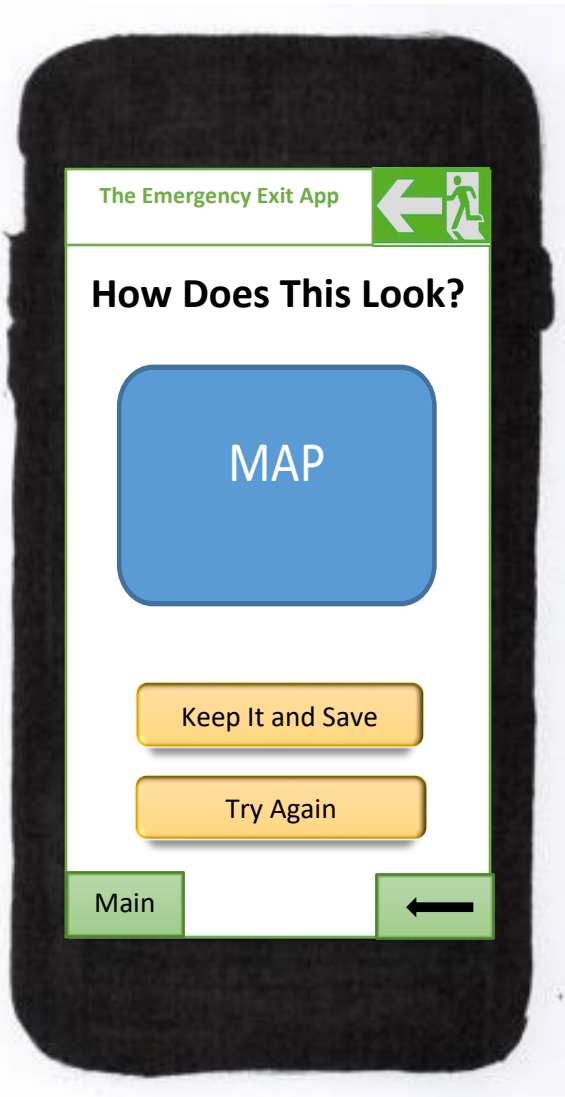 The Emergency Exit App
How Does This Look?
MAP
Keep It and Save
Try Again
Main